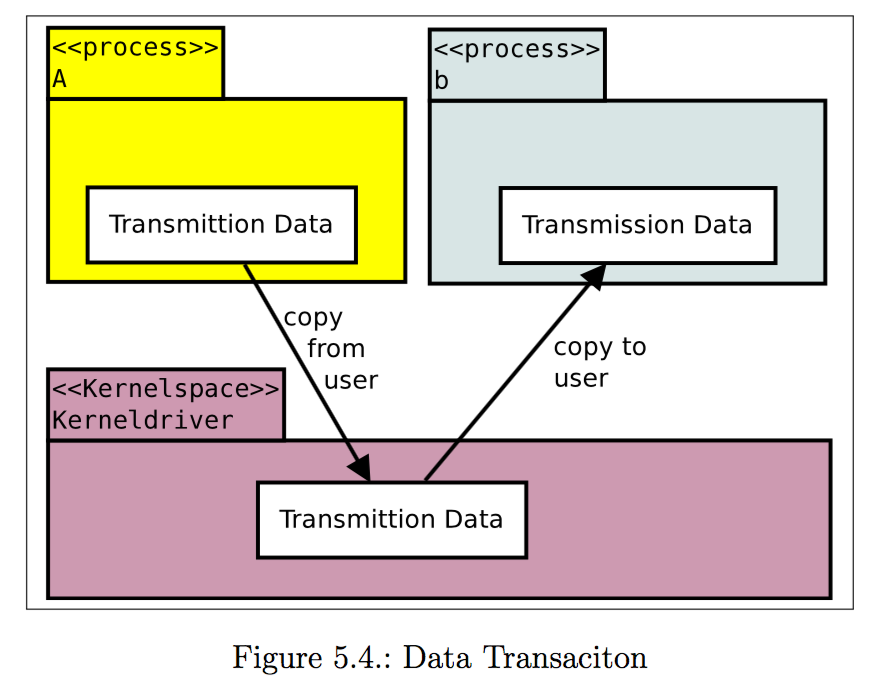 <<process>>
A
<<process>>
b
Transmittion Data
Transmission Data
copy
from
user
copy to
user
<<Kernelspace>>
Kerneldriver
Transmittion Data
Figure 5.4.: Data Transaciton